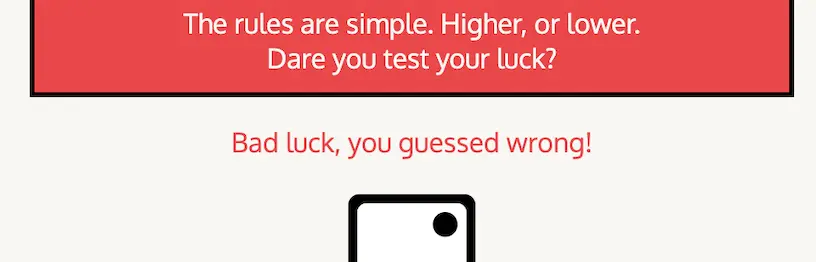 The rules are simple. Higher, or lower.
Dare you test your luck?
Bad luck, you guessed wrong!